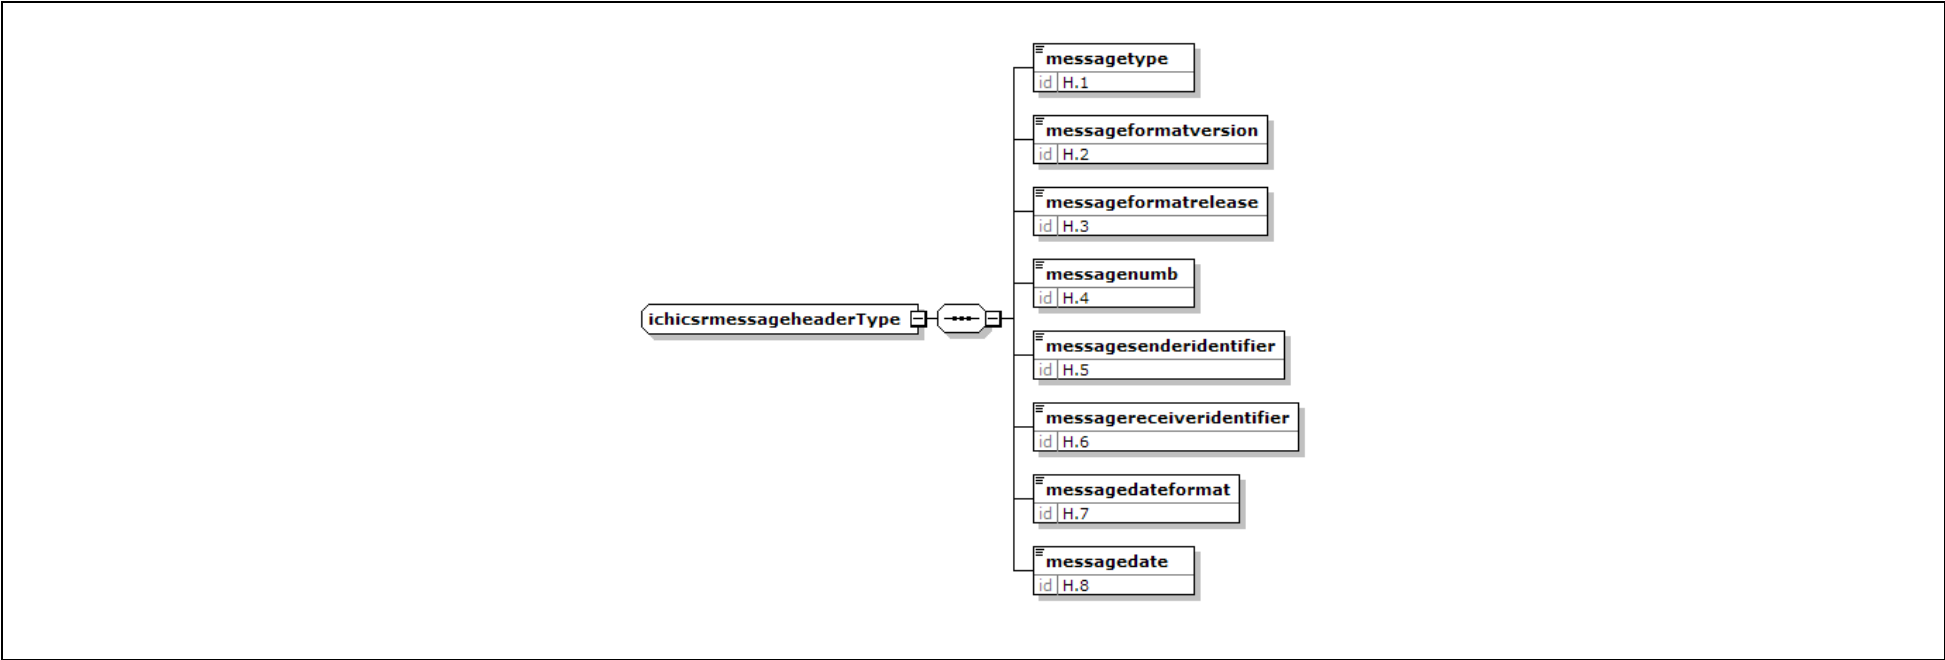 messagetype
id H.1
messageformatversion
id H.2
messageformatrelease
id H.3
messagenumb
id H.4
ichicsrmessageheaderType
messagesenderidentifier
id H.5
messagereceiveridentifier
id H.6
messagedateformat
id H.7
messagedate
id H.8